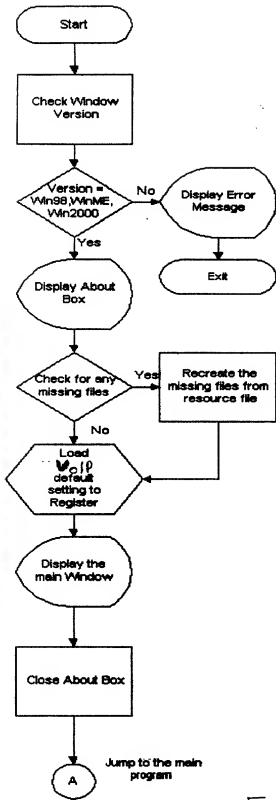 Start
Check Window
Version
Version =
Win98,WinME,
Win2000
No
Display Error
Message
Yes
Exit
Display About
Box
Check for any
missing files
Yes
Recreate the
missing files from
resource file
No
Load
VoIP
default
setting to
Register
Display the
main Window
Close About Box
A
Jump to the main
program